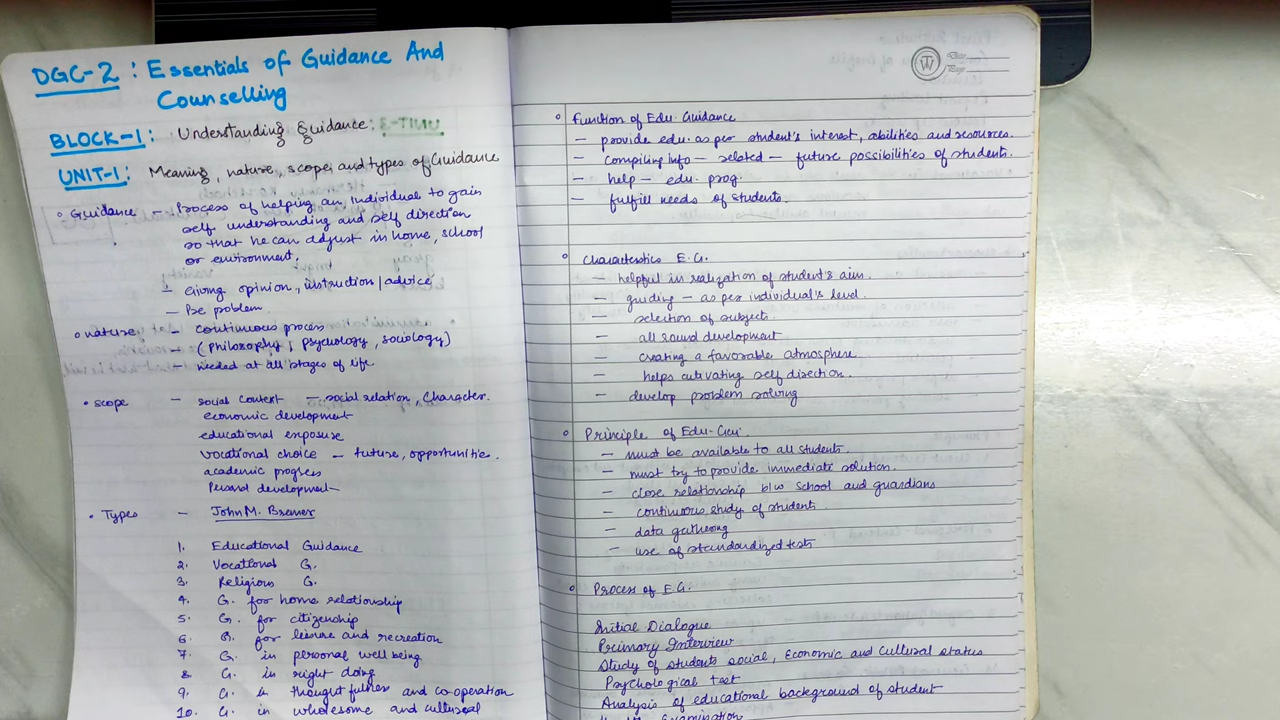 DGC-2 : Essentials of Guidance And
Counselling
BLOCK-1 : Understanding Guidance :
UNIT-1 : Meaning, nature, scope, and types of Guidance
Guidance – Process of helping an individual to gain
self understanding and self direction
so that he can adjust in home, school
or environment.
– Giving opinion, instruction / advice
– Be problem
nature – continuous process
– (Philosophy, psychology, sociology)
– needed at all stages of life
• scope – social context – social relation, character.
economic development
educational exposure
vocational choice – future, opportunities.
academic progress
Personal development
• Types – John M. Brewer
1. Educational Guidance
2. Vocational G.
3. Religious G.
4. G. for home relationship
5. G. for citizenship
6. G. for leisure and recreation
7. G. in personal well being
8. G. in right doing
9. G. in thoughtfulness and co-operation
10. G. in wholesome and cultural
Date
Page
function of Edu. Guidance
– provide edu. as per student's interest, abilities and resources.
– compiling info – related – future possibilities of students.
– help – edu. prog.
– fulfill needs of students.
Characteristics E.G.
– helpful in realization of student's aim.
– guiding – as per individual's level.
– selection of subjects.
– all round development
– creating a favorable atmosphere
– helps cutivating self direction.
– develop problem solving
Principle of Edu-Gui.
– must be available to all students.
– must try to provide immediate solution.
– close relationship b/w school and guardians
– continuous study of students
– data gathering
– use of standardized tests
Process of E.G.
Initial Dialogue
Primary Interview
Study of students social, Economic and Cultural status
Psychological test
Analysis of educational background of student
Examination